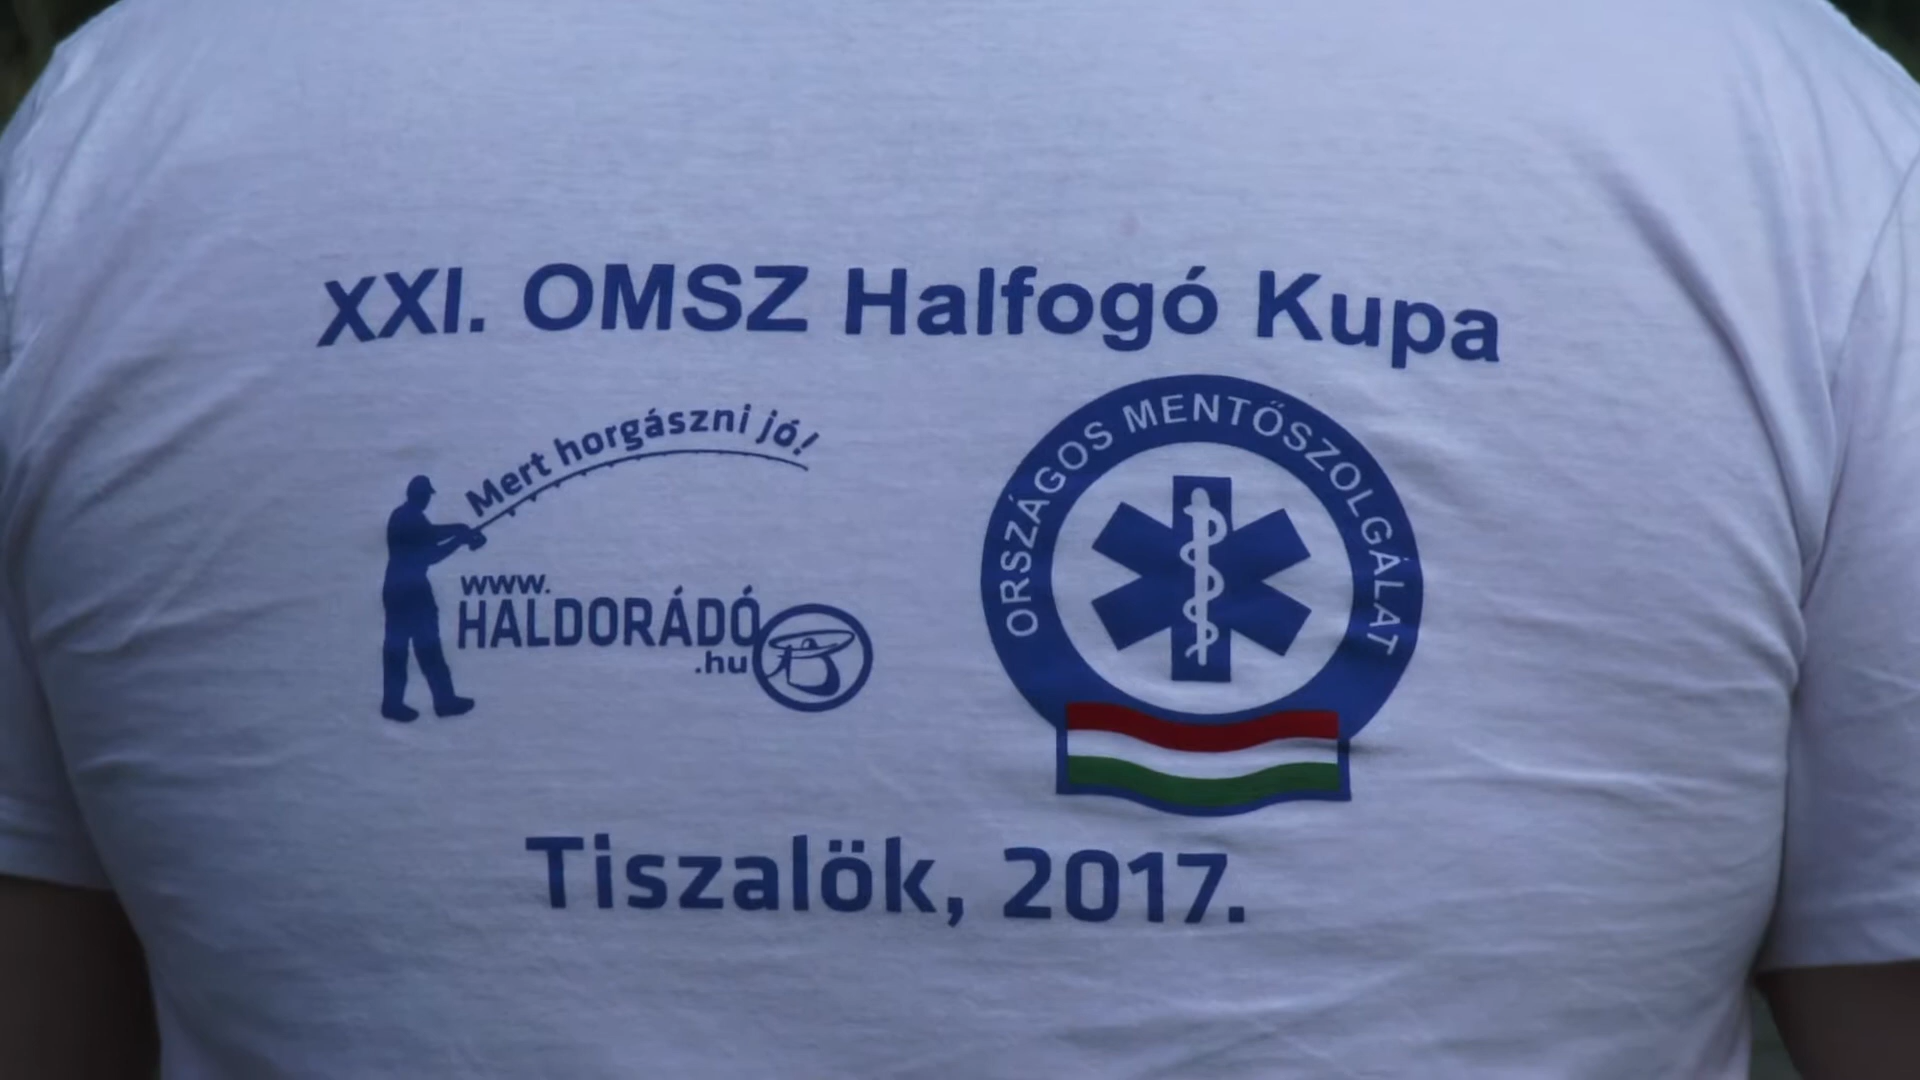 XXI. OMSZ Halfogó Kupa
Mert horgászni jó!
www.
HALDORÁDÓ
.hu
ORSZÁGOS MENTŐSZOLGÁLAT
Tiszalök, 2017.